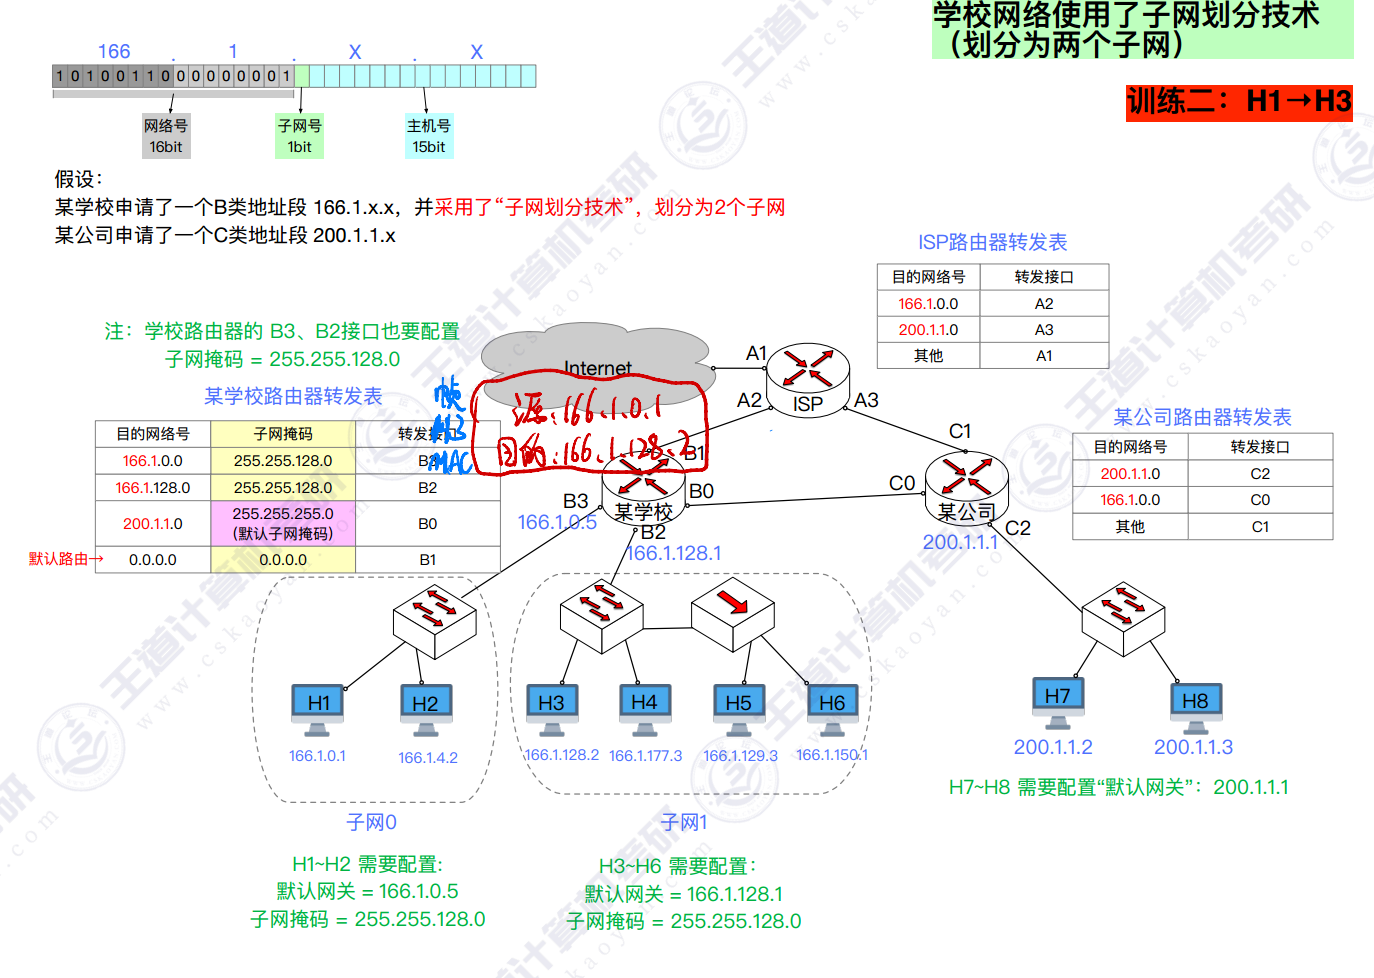 学校网络使用了子网划分技术
（划分为两个子网）
训练二：H1→H3
166 . 1 . X . X
1 0 1 0 0 1 1 0 0 0 0 0 0 0 0 1
网络号
16bit
子网号
1bit
主机号
15bit
假设：
某学校申请了一个B类地址段 166.1.x.x，并采用了“子网划分技术”，划分为2个子网
某公司申请了一个C类地址段 200.1.1.x
ISP路由器转发表
目的网络号 转发接口
166.1.0.0 A2
200.1.1.0 A3
其他 A1
注：学校路由器的 B3、B2接口也要配置
子网掩码 = 255.255.128.0
某学校路由器转发表
目的网络号 子网掩码 转发接口
166.1.0.0 255.255.128.0
166.1.128.0 255.255.128.0 B2
200.1.1.0 255.255.255.0 B0
(默认子网掩码)
默认路由→ 0.0.0.0 0.0.0.0 B1
Internet
帧
MAC
源：166.1.0.1
目的：166.1.128.2
A1
ISP
A2
A3
B1
某学校
B0
B3
166.1.0.5
B2
166.1.128.1
C1
C0
某公司
C2
200.1.1.1
某公司路由器转发表
目的网络号 转发接口
200.1.1.0 C2
166.1.0.0 C0
其他 C1
H1
166.1.0.1
H2
166.1.4.2
H3
166.1.128.2
H4
166.1.177.3
H5
166.1.129.3
H6
166.1.150.1
H7
200.1.1.2
H8
200.1.1.3
H7~H8 需要配置“默认网关”：200.1.1.1
子网0
子网1
H1~H2 需要配置:
默认网关 = 166.1.0.5
子网掩码 = 255.255.128.0
H3~H6 需要配置：
默认网关 = 166.1.128.1
子网掩码 = 255.255.128.0
王道计算机考研
www.cskaoyan.com